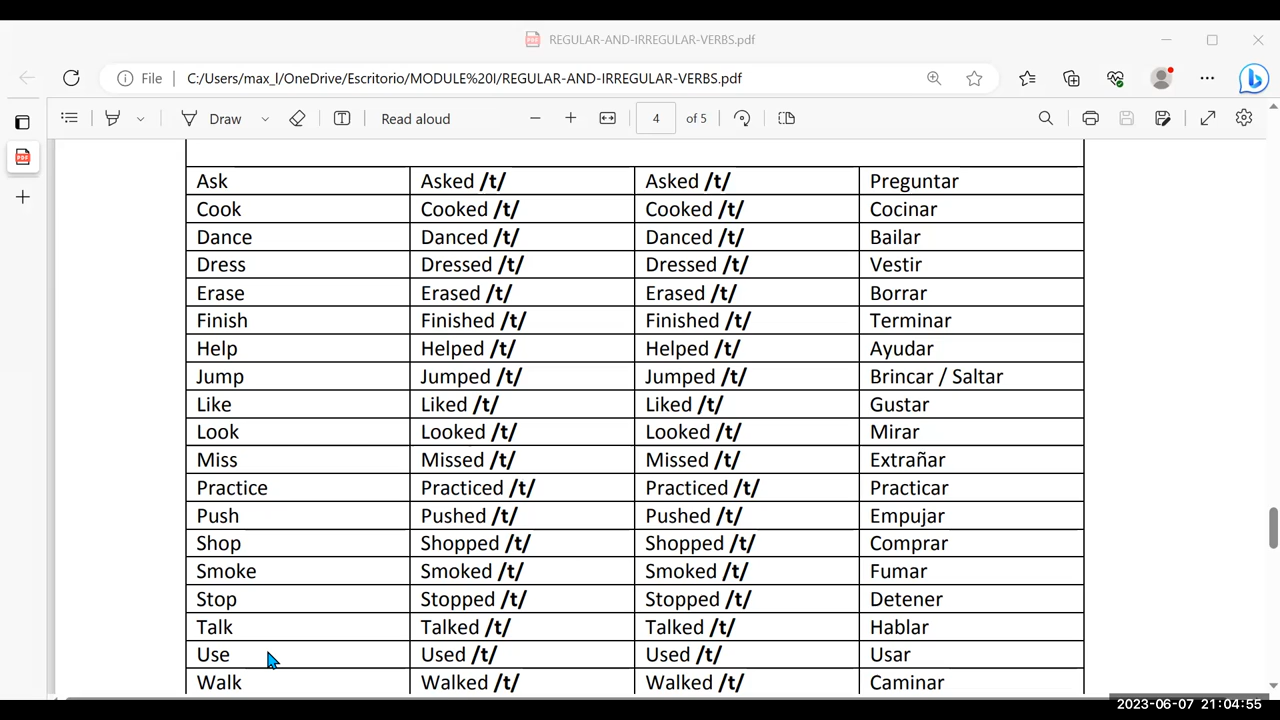 REGULAR-AND-IRREGULAR-VERBS.pdf
File C:/Users/max_l/OneDrive/Escritorio/MODULE%20I/REGULAR-AND-IRREGULAR-VERBS.pdf
Draw Read aloud 4 of 5
Ask Asked /t/ Asked /t/ Preguntar
Cook Cooked /t/ Cooked /t/ Cocinar
Dance Danced /t/ Danced /t/ Bailar
Dress Dressed /t/ Dressed /t/ Vestir
Erase Erased /t/ Erased /t/ Borrar
Finish Finished /t/ Finished /t/ Terminar
Help Helped /t/ Helped /t/ Ayudar
Jump Jumped /t/ Jumped /t/ Brincar / Saltar
Like Liked /t/ Liked /t/ Gustar
Look Looked /t/ Looked /t/ Mirar
Miss Missed /t/ Missed /t/ Extrañar
Practice Practiced /t/ Practiced /t/ Practicar
Push Pushed /t/ Pushed /t/ Empujar
Shop Shopped /t/ Shopped /t/ Comprar
Smoke Smoked /t/ Smoked /t/ Fumar
Stop Stopped /t/ Stopped /t/ Detener
Talk Talked /t/ Talked /t/ Hablar
Use Used /t/ Used /t/ Usar
Walk Walked /t/ Walked /t/ Caminar
2023-06-07 21:04:55